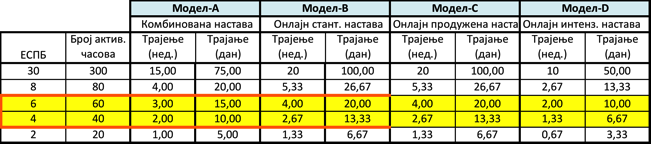 Модел-А Модел-B Модел-C Модел-D
Комбинована настава Онлајн стант. настава Онлајн продужена наста Онлајн интенз. настава
ЕСПБ Број актив. часова Трајење (нед.) Трајање (дан) Трајење (нед.) Трајање (дан) Трајење (нед.) Трајање (дан) Трајење (нед.) Трајање (дан)
30 300 15,00 75,00 20 100,00 20 100,00 10 50,00
8 80 4,00 20,00 5,33 26,67 5,33 26,67 2,67 13,33
6 60 3,00 15,00 4,00 20,00 4,00 20,00 2,00 10,00
4 40 2,00 10,00 2,67 13,33 2,67 13,33 1,33 6,67
2 20 1,00 5,00 1,33 6,67 1,33 6,67 0,67 3,33